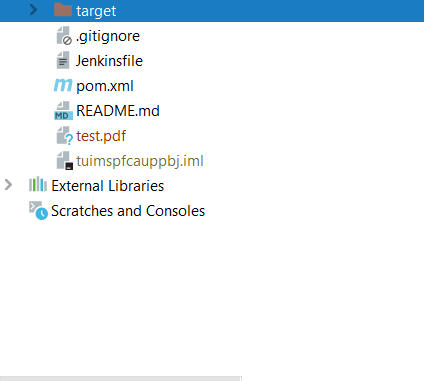 target
.gitignore
Jenkinsfile
pom.xml
README.md
test.pdf
tuimspfcauppbj.iml
External Libraries
Scratches and Consoles